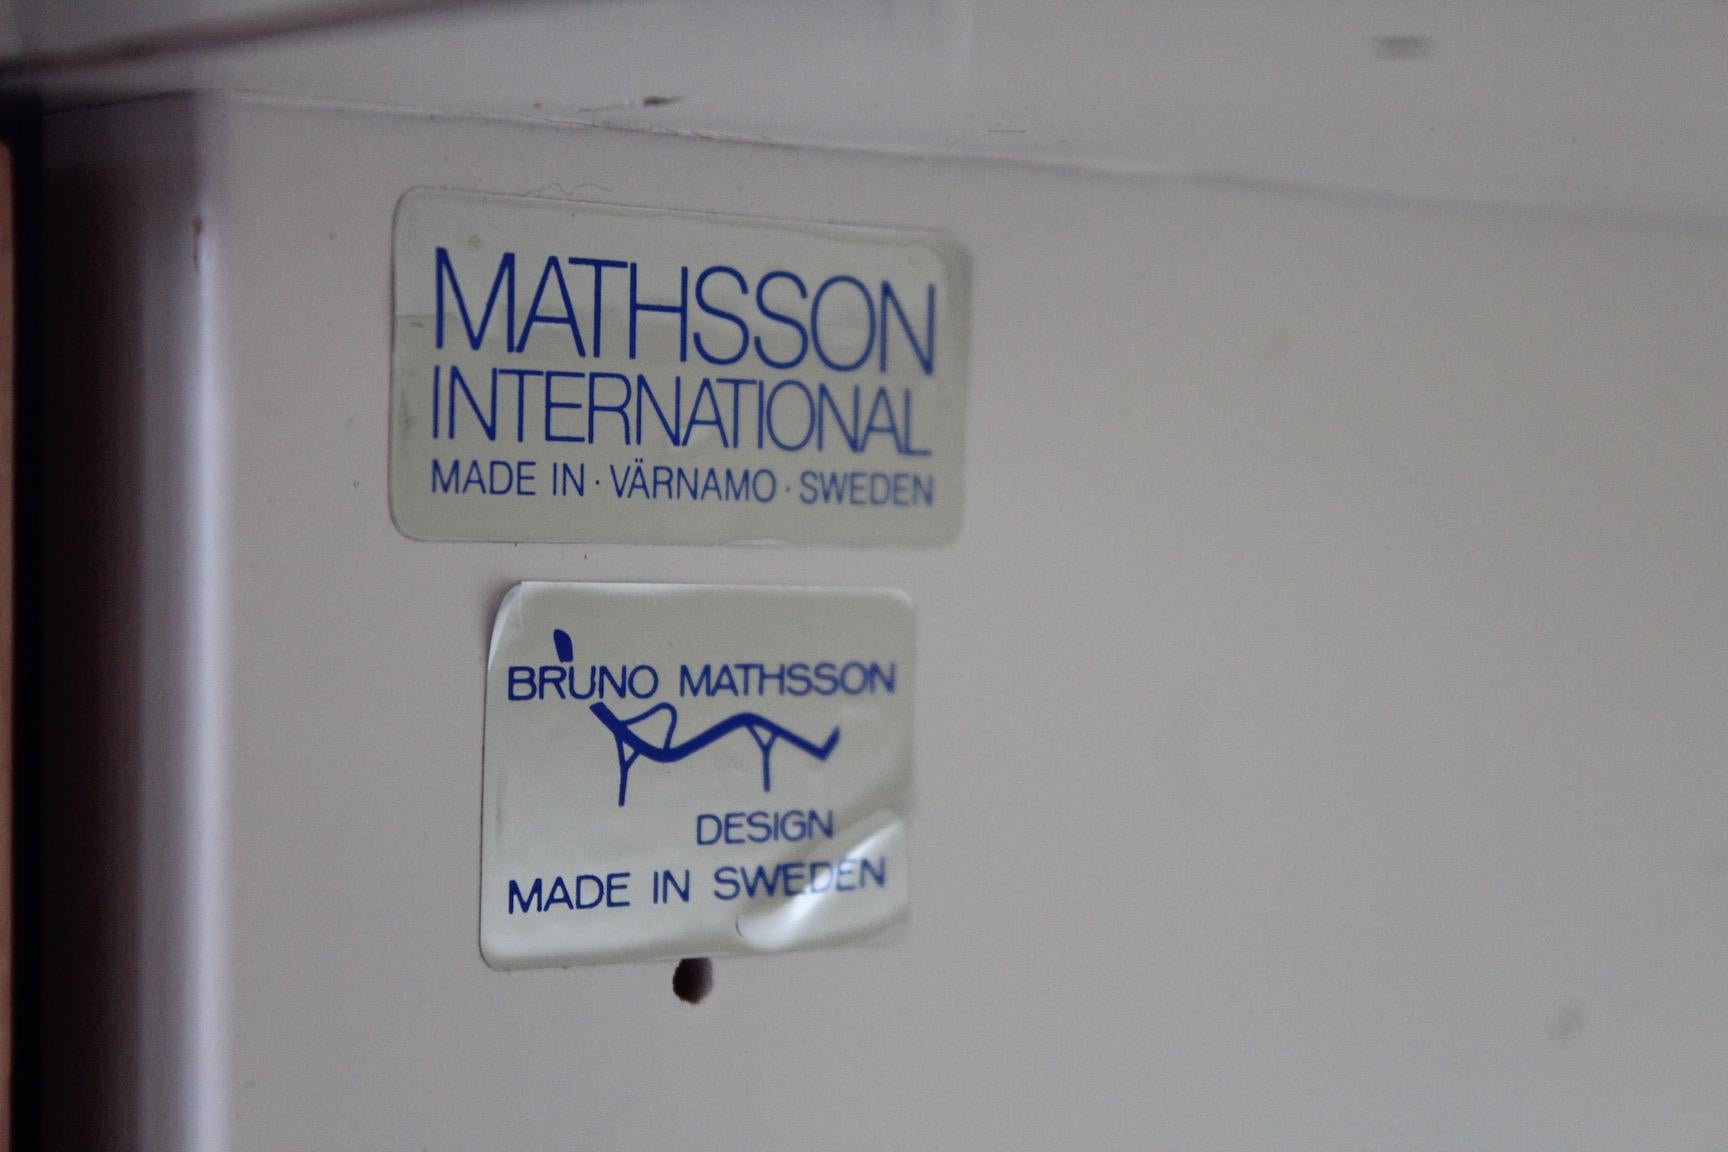 MATHSSON
INTERNATIONAL
MADE IN · VÄRNAMO · SWEDEN
BRUNO MATHSSON
DESIGN
MADE IN SWEDEN